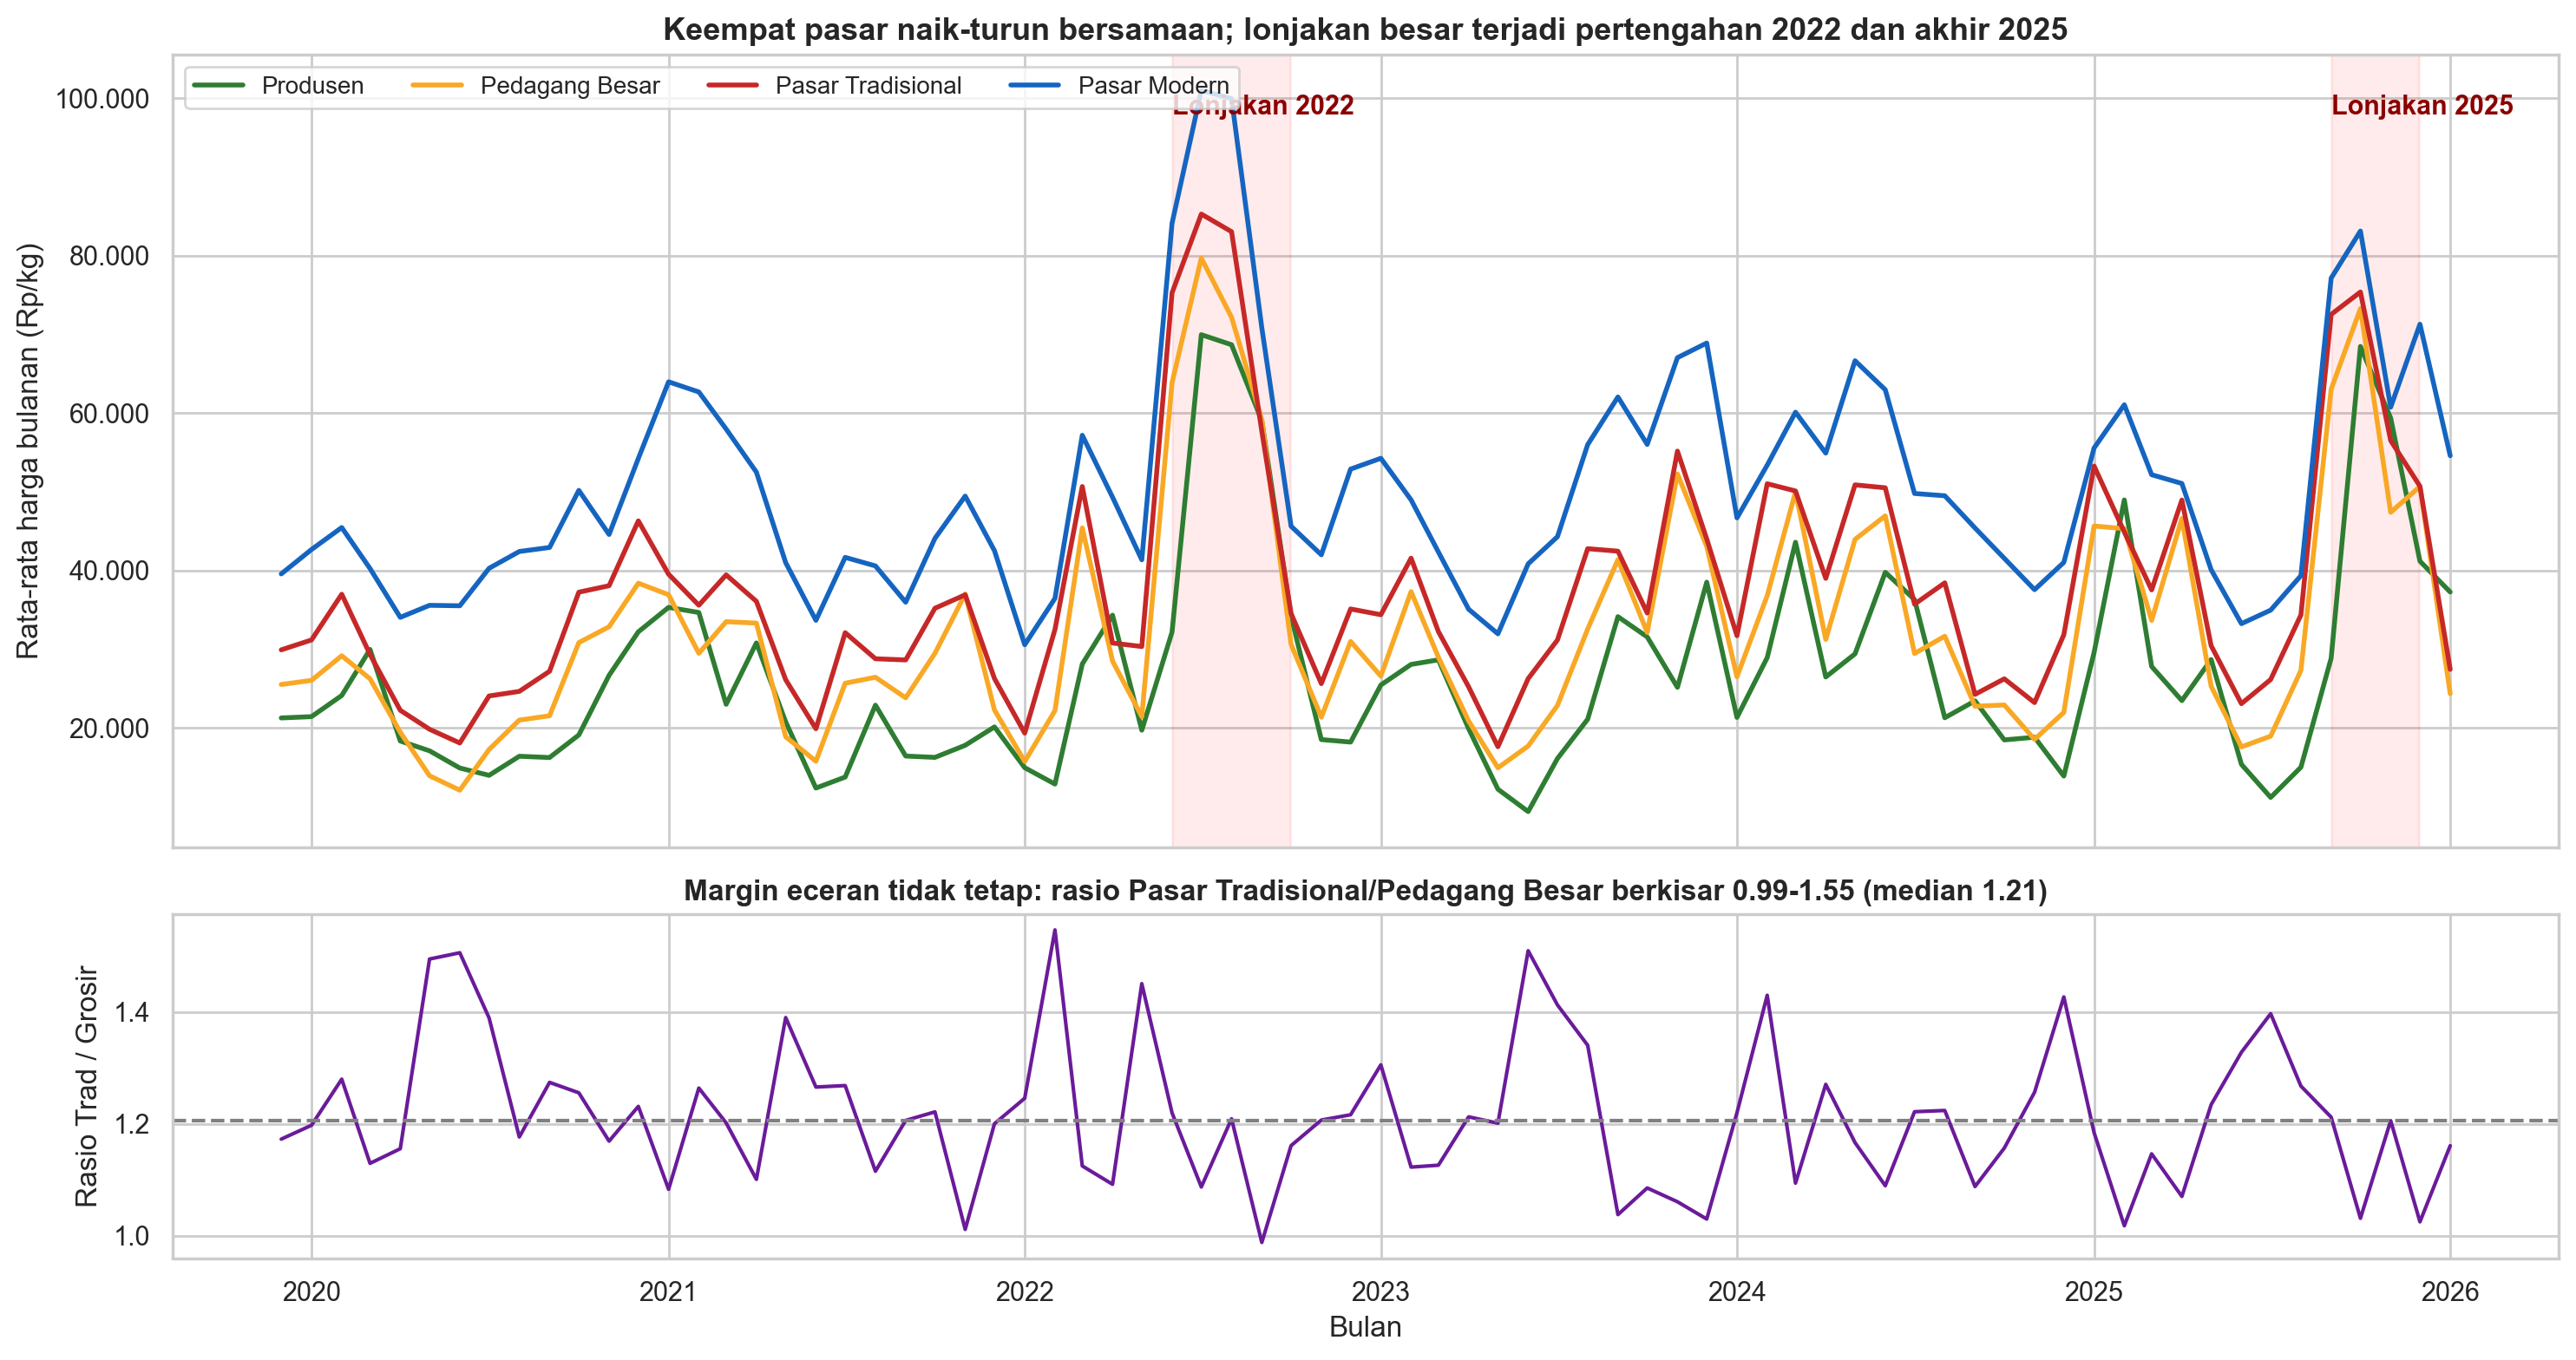 Keempat pasar naik-turun bersamaan; lonjakan besar terjadi pertengahan 2022 dan akhir 2025
Produsen
Pedagang Besar
Pasar Tradisional
Pasar Modern
Lonjakan 2022
Lonjakan 2025
Rata-rata harga bulanan (Rp/kg)
100.000
80.000
60.000
40.000
20.000
Margin eceran tidak tetap: rasio Pasar Tradisional/Pedagang Besar berkisar 0.99-1.55 (median 1.21)
Rasio Trad / Grosir
1.4
1.2
1.0
2020
2021
2022
2023
2024
2025
2026
Bulan